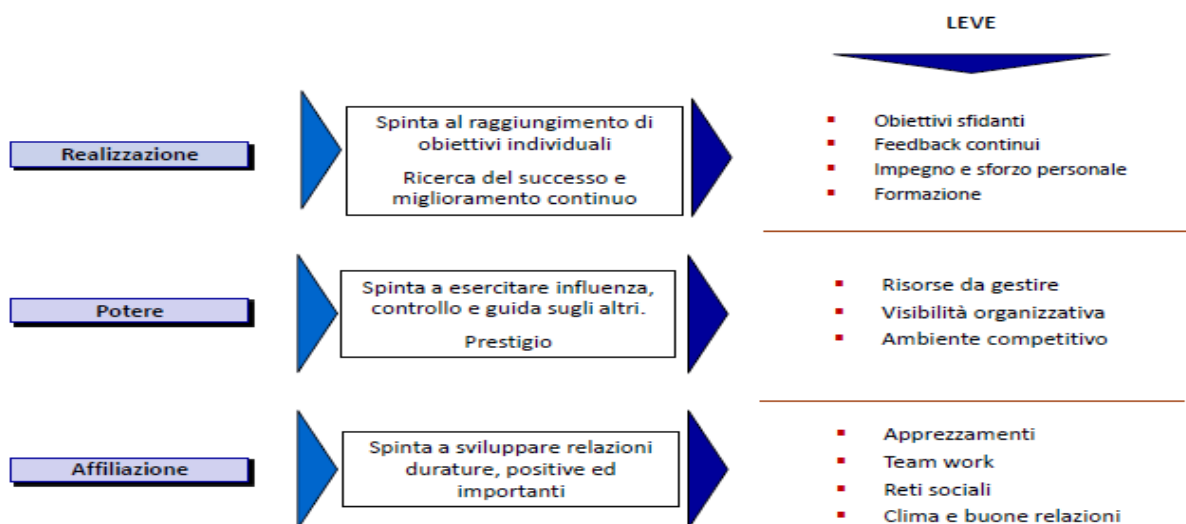 LEVE
Realizzazione
Spinta al raggiungimento di
obiettivi individuali
Ricerca del successo e
miglioramento continuo
Obiettivi sfidanti
Feedback continui
Impegno e sforzo personale
Formazione
Potere
Spinta a esercitare influenza,
controllo e guida sugli altri.
Prestigio
Risorse da gestire
Visibilità organizzativa
Ambiente competitivo
Affiliazione
Spinta a sviluppare relazioni
durature, positive ed
importanti
Apprezzamenti
Team work
Reti sociali
Clima e buone relazioni